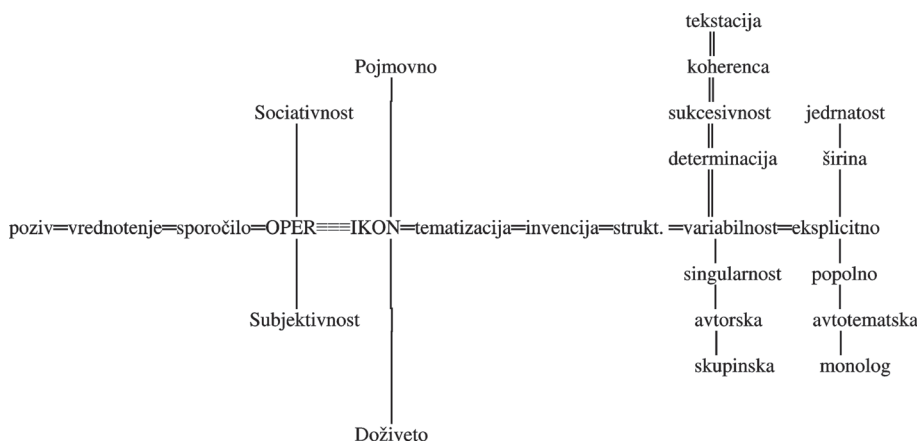 tekstacija
Pojmovno koherenca
Sociativnost sukcesivnost jedrnatost
determinacija širina
poziv=vrednotenje=sporočilo=OPER≡≡≡IKON=tematizacija=invencija=strukt. =variabilnost=eksplicitno
singularnost popolno
Subjektivnost avtorska avtotematska
skupinska monolog
Doživeto